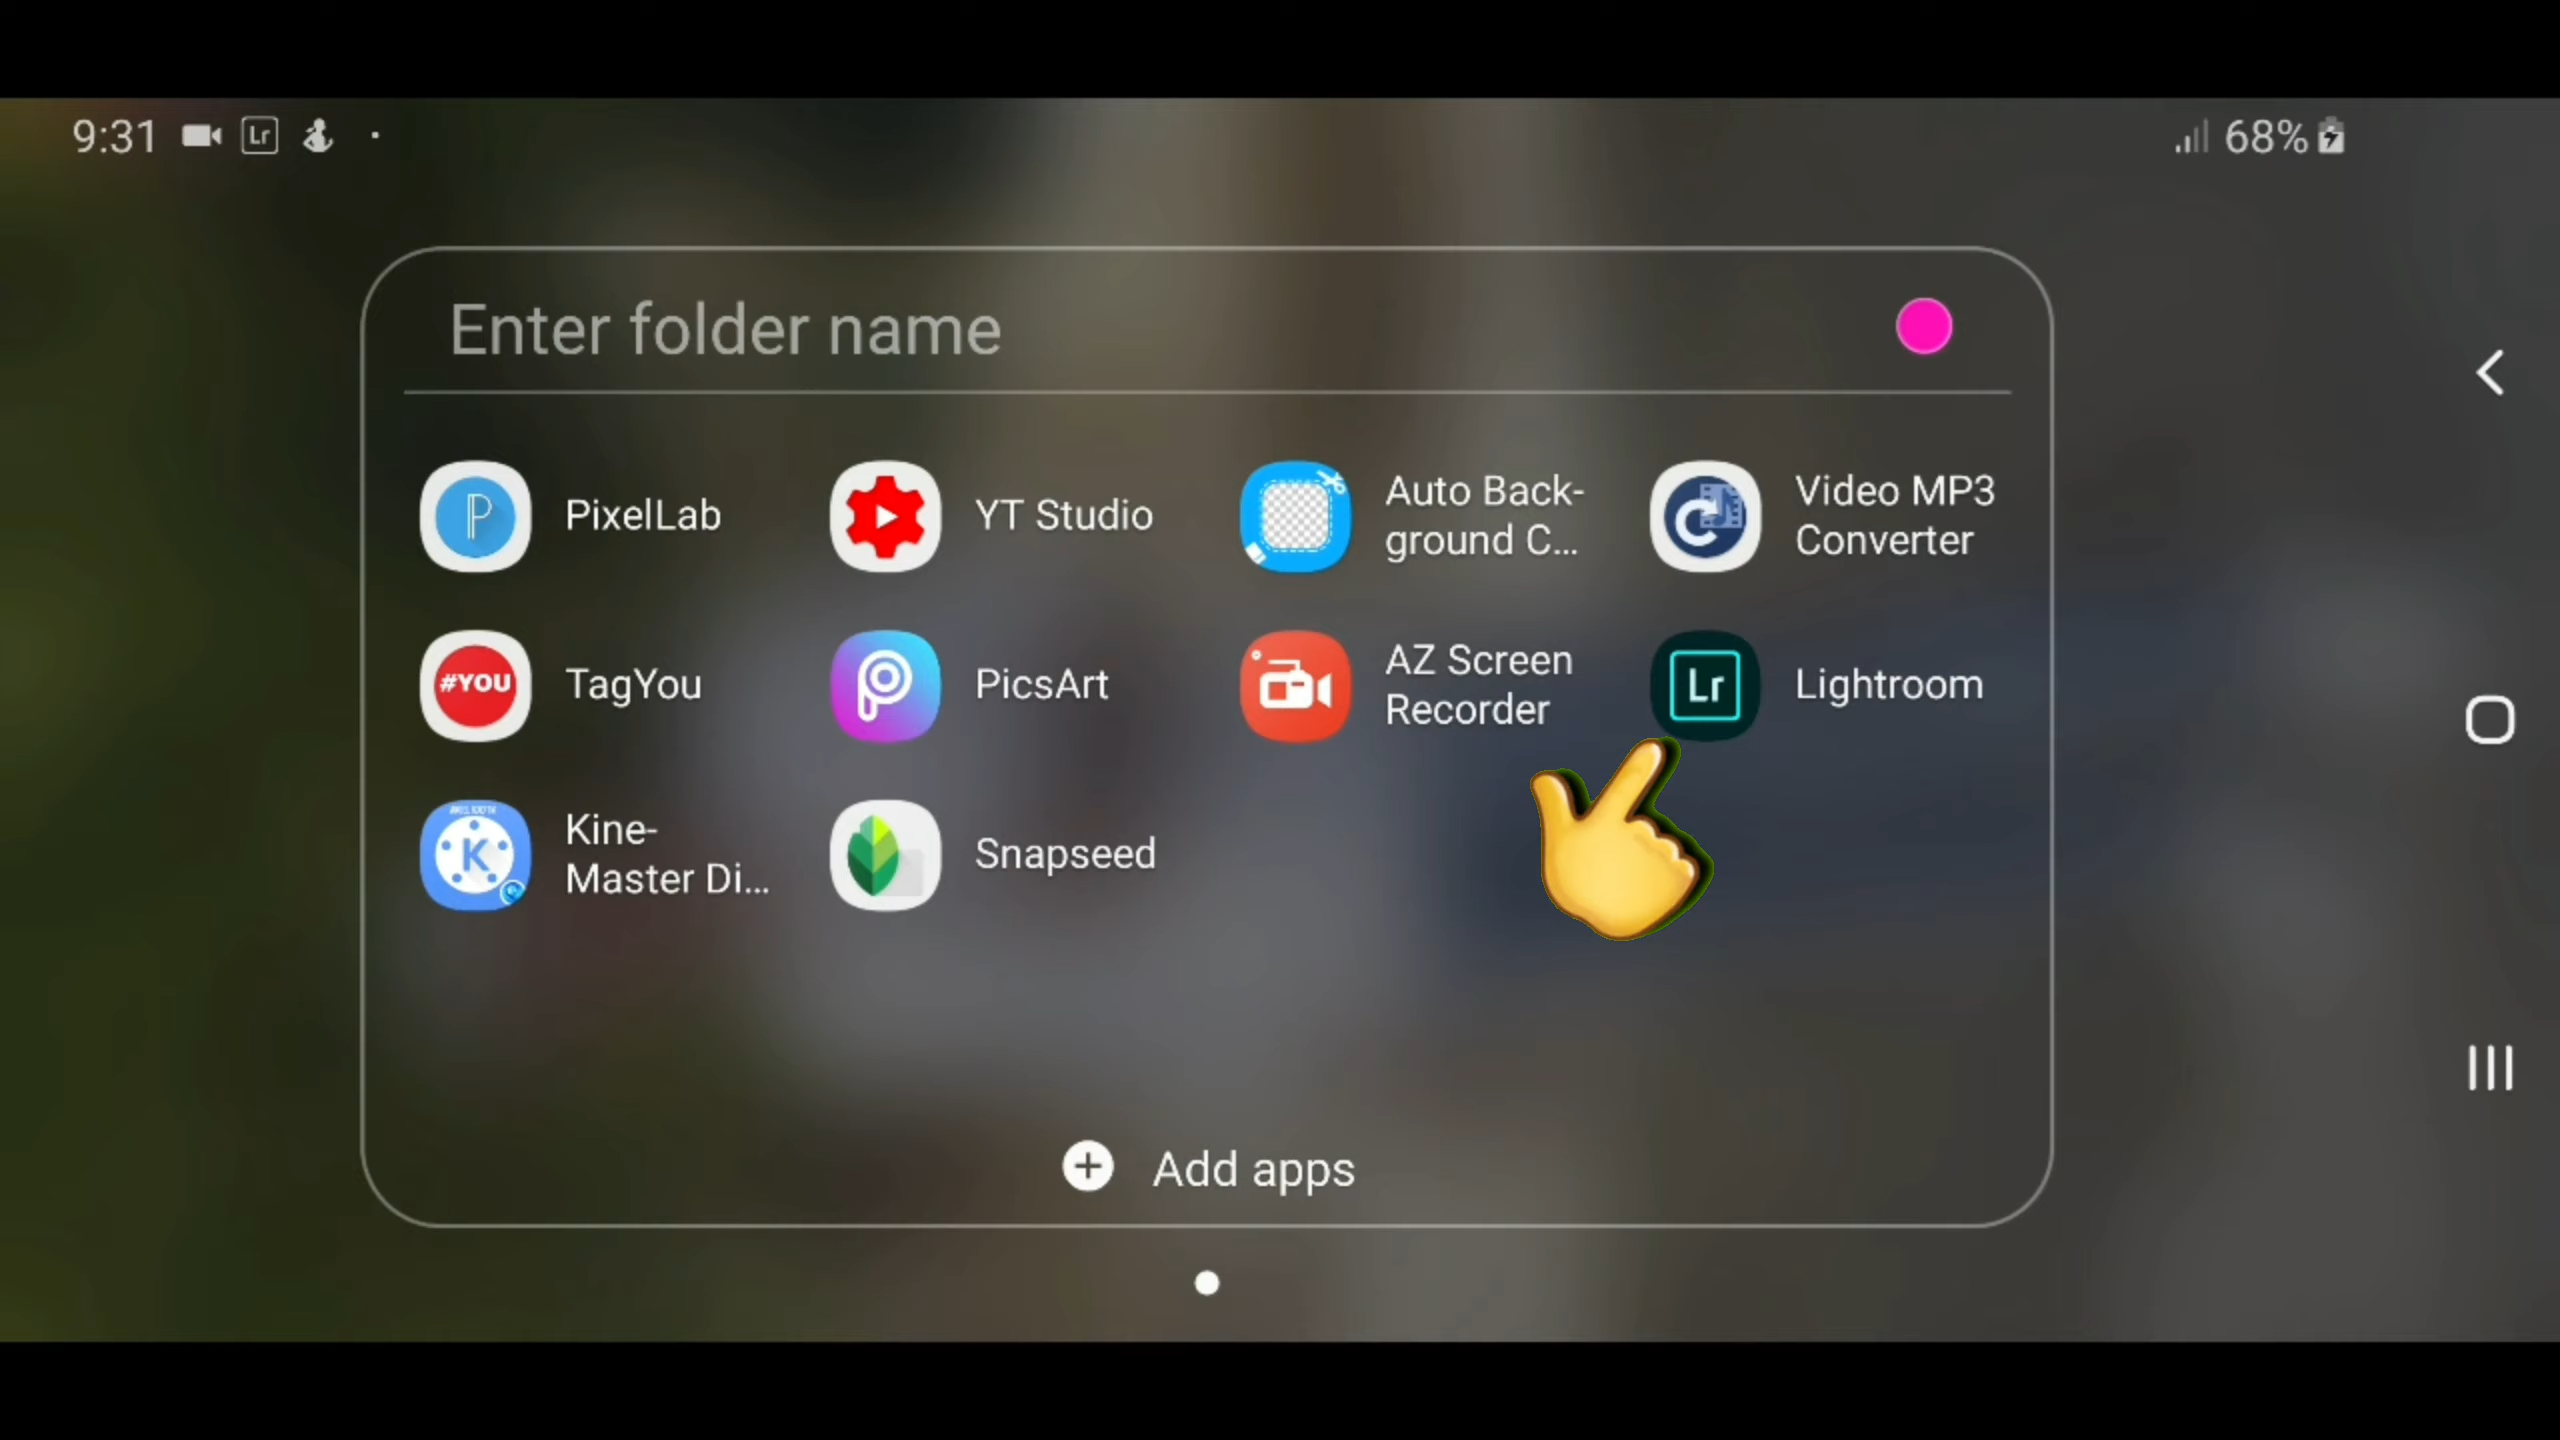 9:31 Lr 68%
Enter folder name
PixelLab
YT Studio
Auto Back-
ground C...
Video MP3
Converter
#YOU
TagYou
PicsArt
AZ Screen
Recorder
Lr
Lightroom
K
Kine-
Master Di...
Snapseed
Add apps